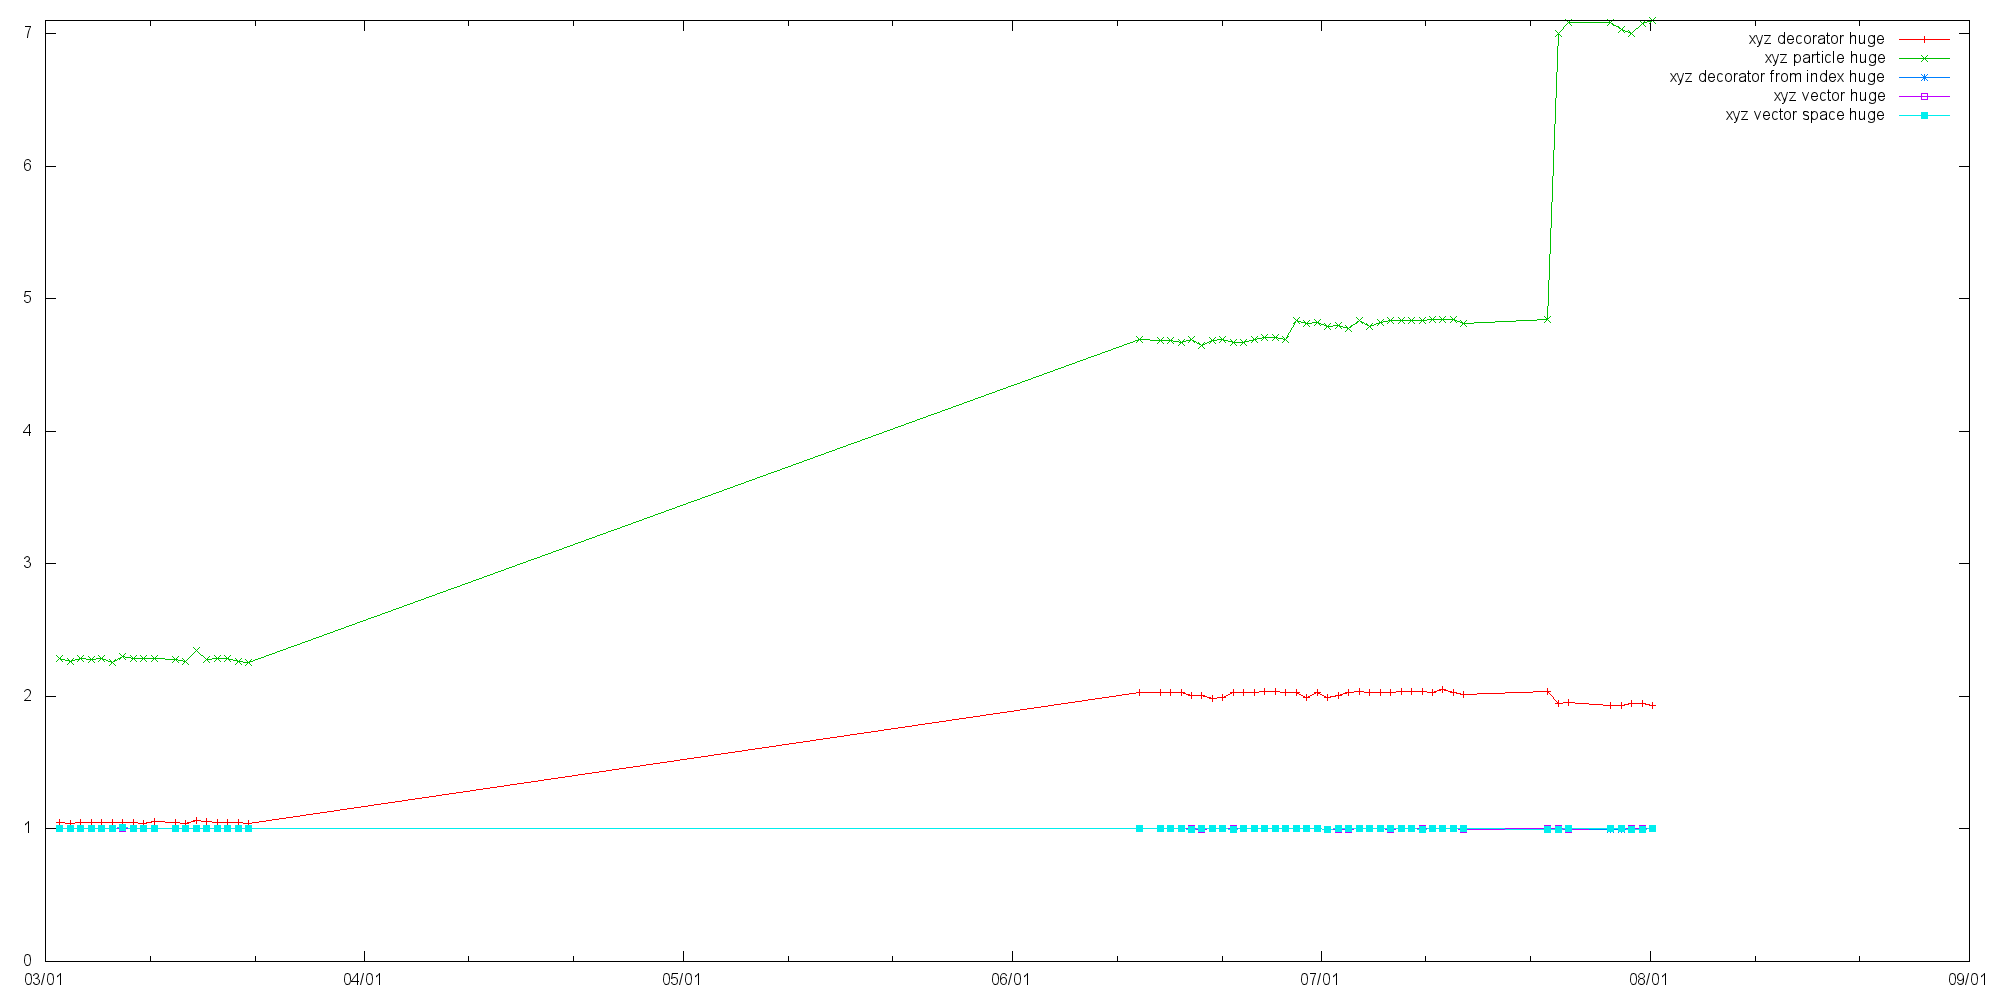 7
xyz decorator huge
xyz particle huge
xyz decorator from index huge
xyz vector huge
xyz vector space huge
6
5
4
3
2
1
0
03/01 04/01 05/01 06/01 07/01 08/01 09/01